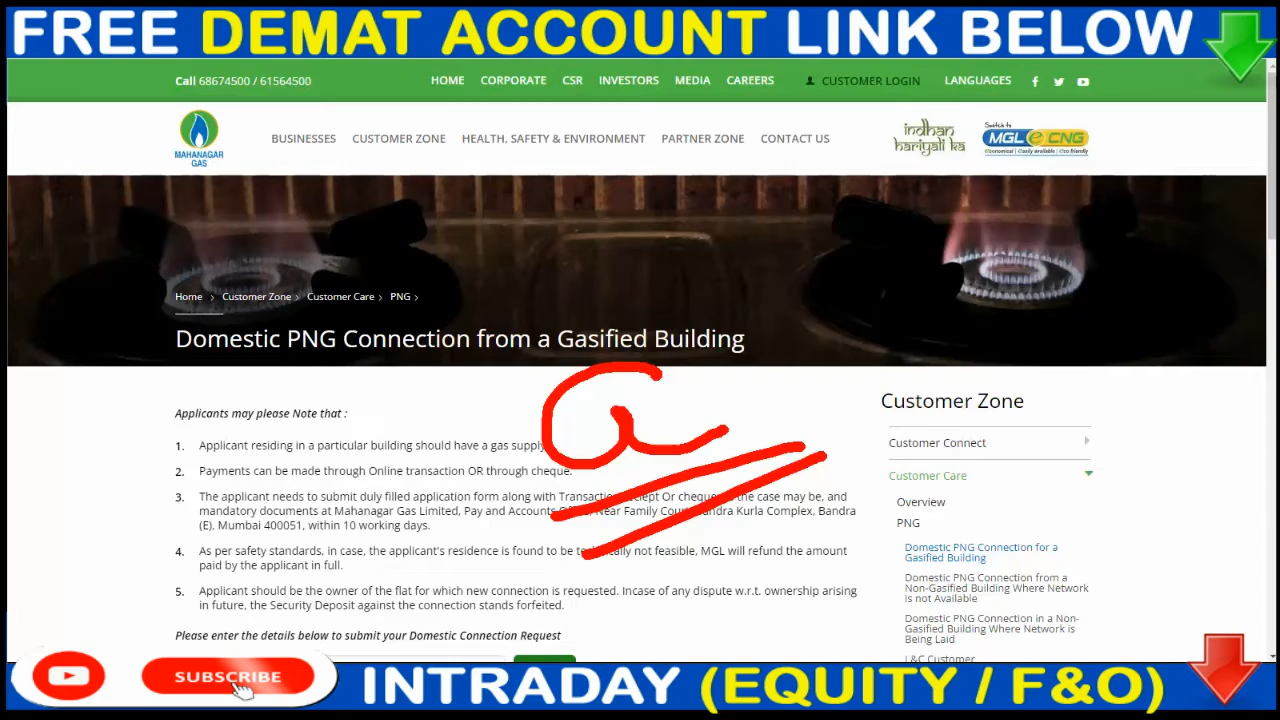 FREE DEMAT ACCOUNT LINK BELOW
Call 68674500 / 61564500 HOME CORPORATE CSR INVESTORS MEDIA CAREERS CUSTOMER LOGIN LANGUAGES
MAHANAGAR
GAS
BUSINESSES CUSTOMER ZONE HEALTH, SAFETY & ENVIRONMENT PARTNER ZONE CONTACT US
indhan
hariyali ka
Switch to
MGL e CNG
economical | easily available | eco friendly
Home > Customer Zone > Customer Care > PNG >
Domestic PNG Connection from a Gasified Building
Applicants may please Note that :
1. Applicant residing in a particular building should have a gas supply
2. Payments can be made through Online transaction OR through cheque.
3. The applicant needs to submit duly filled application form along with Transaction the case may be, and
mandatory documents at Mahanagar Gas Limited, Pay and Accounts Near Family Kurla Complex, Bandra
(E). Mumbai 400051, within 10 working days.
4. As per safety standards, in case, the applicant's residence is found to be not feasible, MGL will refund the amount
paid by the applicant in full.
5. Applicant should be the owner of the flat for which new connection is requested. Incase of any dispute w.r.t. ownership arising
in future, the Security Deposit against the connection stands forfeited.
Please enter the details below to submit your Domestic Connection Request
Customer Zone
Customer Connect
Customer Care
Overview
PNG
Domestic PNG Connection for a
Gasified Building
Domestic PNG Connection from a
Non-Gasified Building Where Network
is not Available
Domestic PNG Connection in a Non-
Gasified Building Where Network is
Being Laid
I &C Customer
SUBSCRIBE
INTRADAY (EQUITY / F&O)